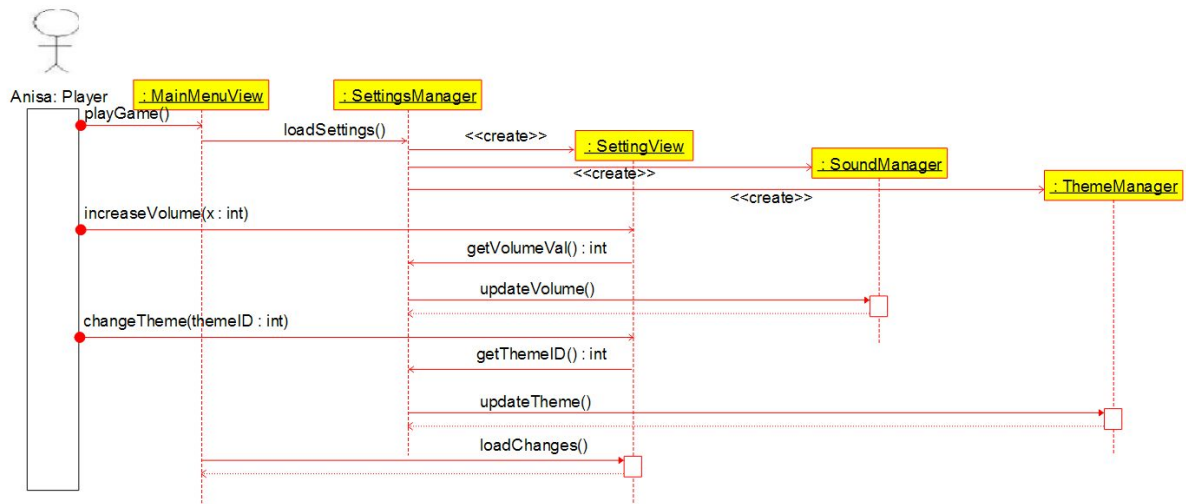 Anisa: Player
: MainMenuView
: SettingsManager
playGame()
loadSettings()
<<create>>
: SettingView
<<create>>
: SoundManager
<<create>>
: ThemeManager
increaseVolume(x : int)
getVolumeVal() : int
updateVolume()
changeTheme(themeID : int)
getThemeID() : int
updateTheme()
loadChanges()